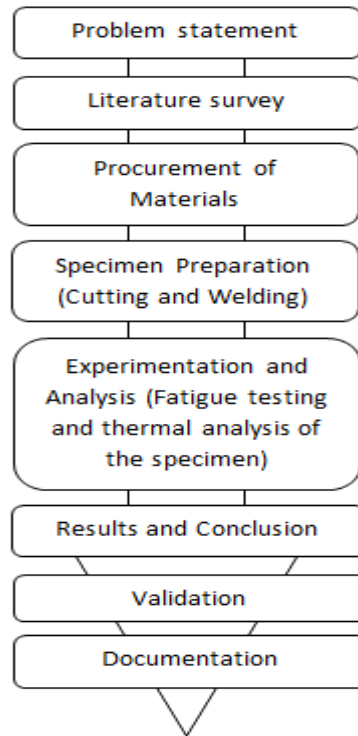 Problem statement
Literature survey
Procurement of
Materials
Specimen Preparation
(Cutting and Welding)
Experimentation and
Analysis (Fatigue testing
and thermal analysis of
the specimen)
Results and Conclusion
Validation
Documentation